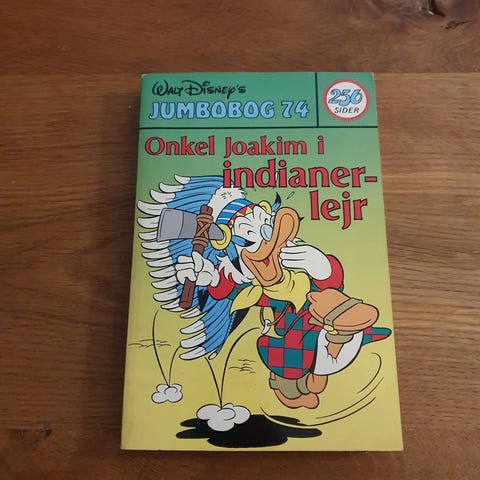 Walt Disney's
JUMBOBOG 74
256
SIDER
Onkel Joakim i
indianer-
lejr